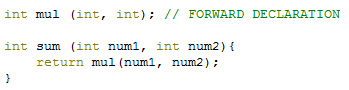 int mul (int, int); // FORWARD DECLARATION
int sum (int num1, int num2){
    return mul(num1, num2);
}